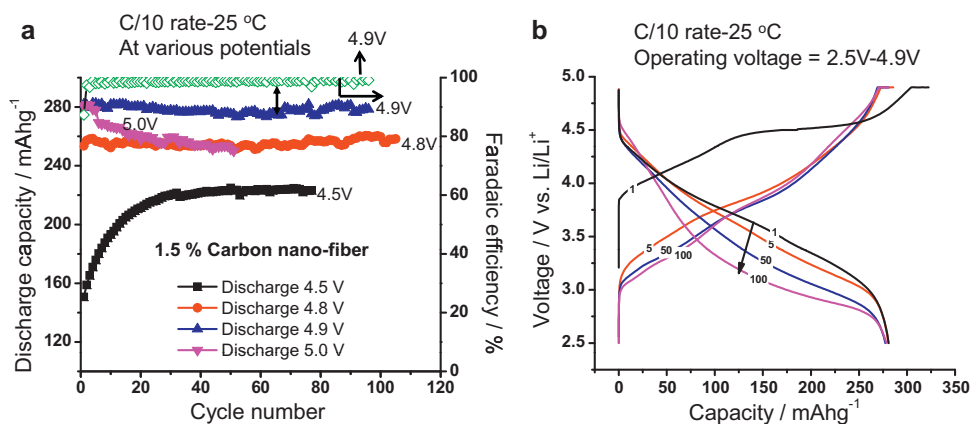 a
C/10 rate-25 °C
At various potentials
4.9V
280
260
220
180
140
100
Discharge capacity / mAhg⁻¹
5.0V
4.9V
4.8V
4.5V
1.5 % Carbon nano-fiber
Discharge 4.5 V
Discharge 4.8 V
Discharge 4.9 V
Discharge 5.0 V
100
80
60
40
20
0
Faradaic efficiency / %
0 20 40 60 80 100 120
Cycle number
b
C/10 rate-25 °C
Operating voltage = 2.5V-4.9V
5.0
4.5
4.0
3.5
3.0
2.5
Voltage / V vs. Li/Li⁺
1
5
50
100
1
5
50
100
0 50 100 150 200 250 300 350
Capacity / mAhg⁻¹